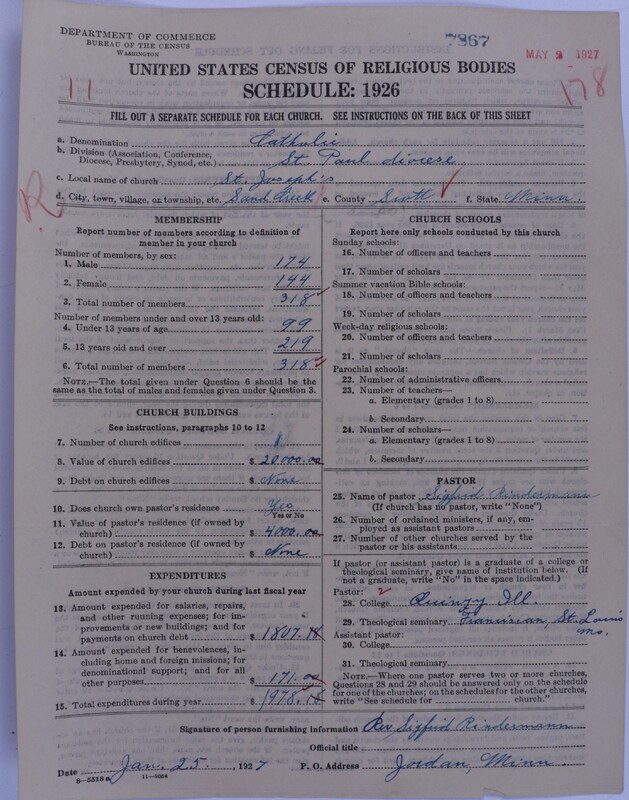 DEPARTMENT OF COMMERCE
BUREAU OF THE CENSUS
WASHINGTON
7867
MAY 2 1927
UNITED STATES CENSUS OF RELIGIOUS BODIES
11
SCHEDULE: 1926
178
FILL OUT A SEPARATE SCHEDULE FOR EACH CHURCH. SEE INSTRUCTIONS ON THE BACK OF THIS SHEET
a. Denomination Catholic
b. Division (Association, Conference,
Diocese, Presbytery, Synod, etc.) St. Paul diocese
c. Local name of church St. Joseph's
R
d. City, town, village, or township, etc. Sand Creek e. County Scott f. State Minn.
MEMBERSHIP
Report number of members according to definition of
member in your church
Number of members, by sex:
1. Male 174
2. Female 144
3. Total number of members 318
Number of members under and over 13 years old:
4. Under 13 years of age 99
5. 13 years old and over 219
6. Total number of members 318
NOTE.—The total given under Question 6 should be
same as the total of males and females given under Question 3.
CHURCH BUILDINGS
See instructions, paragraphs 10 to 12
7. Number of church edifices 1
8. Value of church edifices $ 20000.00
9. Debt on church edifices $ None
10. Does church own pastor's residence Yes
Yes or No
11. Value of pastor's residence (if owned by
church) $ 4000.00
12. Debt on pastor's residence (if owned by
church) $ None
EXPENDITURES
Amount expended by your church during last fiscal year
13. Amount expended for salaries, repairs,
and other running expenses; for im-
provements or new buildings; and for
payments on church debt $ 1807.18
14. Amount expended for benevolences, in-
cluding home and foreign missions; for
denominational support; and for all
other purposes $ 171.00
15. Total expenditures during year $ 1978.18
CHURCH SCHOOLS
Report here only schools conducted by this church
Sunday schools:
16. Number of officers and teachers
17. Number of scholars
Summer vacation Bible schools:
18. Number of officers and teachers
19. Number of scholars
Week-day religious schools:
20. Number of officers and teachers
21. Number of scholars
Parochial schools:
22. Number of administrative officers
23. Number of teachers—
a. Elementary (grades 1 to 8)
b. Secondary
24. Number of scholars—
a. Elementary (grades 1 to 8)
b. Secondary
PASTOR
25. Name of pastor Sigfrid Rindermann
(If church has no pastor, write "None")
26. Number of ordained ministers, if any, em-
ployed as assistant pastors
27. Number of other churches served by the
pastor or his assistants
If pastor (or assistant pastor) is a graduate of a college or
theological seminary, give name of institution below. (If
not a graduate, write "No" in the space indicated.)
Pastor: 2
28. College Quincy Ill.
29. Theological seminary Franciscan, St. Louis
Mo.
Assistant pastor:
30. College
31. Theological seminary
NOTE.—Where one pastor serves two or more churches,
Questions 28 and 29 should be answered only on the schedule
for one of the churches; on the schedules for the other churches,
write "See schedule for church."
Signature of person furnishing information Rev. Sigfrid Rindermann
Official title
Date Jan. 25. , 1927 P. O. Address Jordan, Minn
8—5518a 11—9054